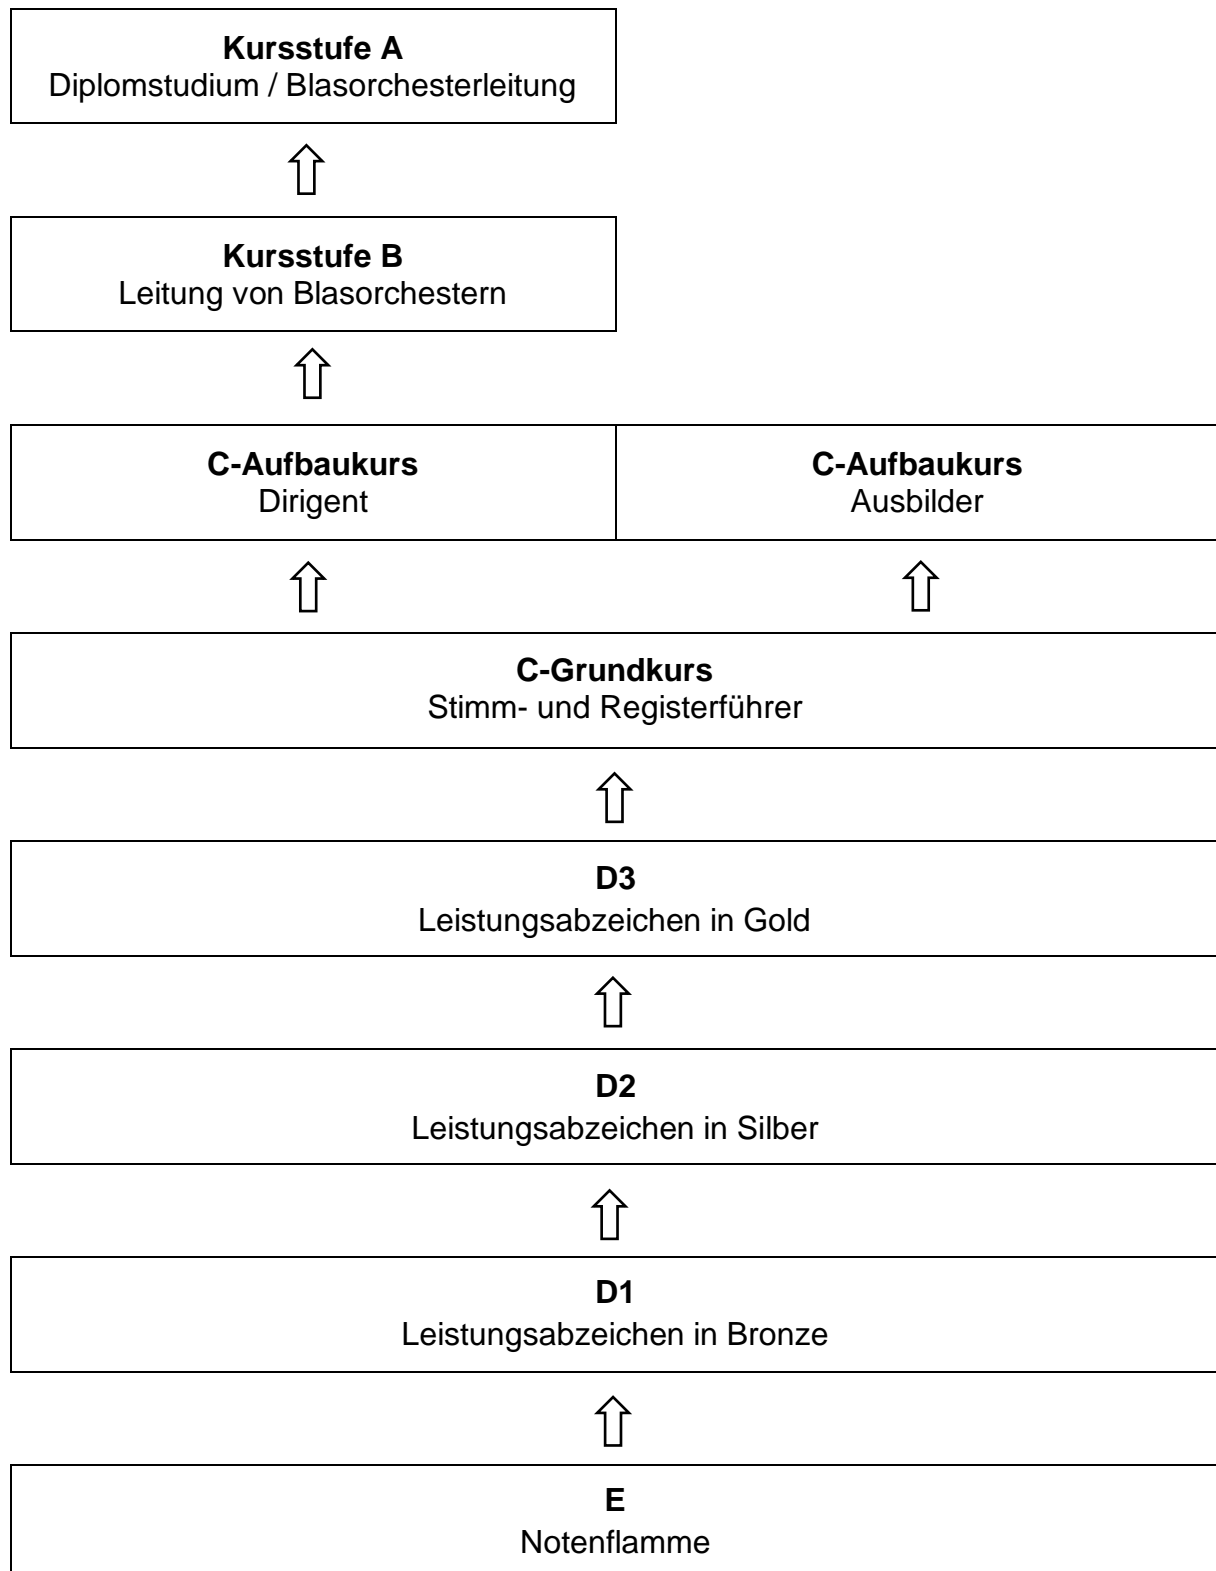 Kursstufe A
Diplomstudium / Blasorchesterleitung
Kursstufe B
Leitung von Blasorchestern
C-Aufbaukurs
Dirigent
C-Aufbaukurs
Ausbilder
C-Grundkurs
Stimm- und Registerführer
D3
Leistungsabzeichen in Gold
D2
Leistungsabzeichen in Silber
D1
Leistungsabzeichen in Bronze
E
Notenflamme